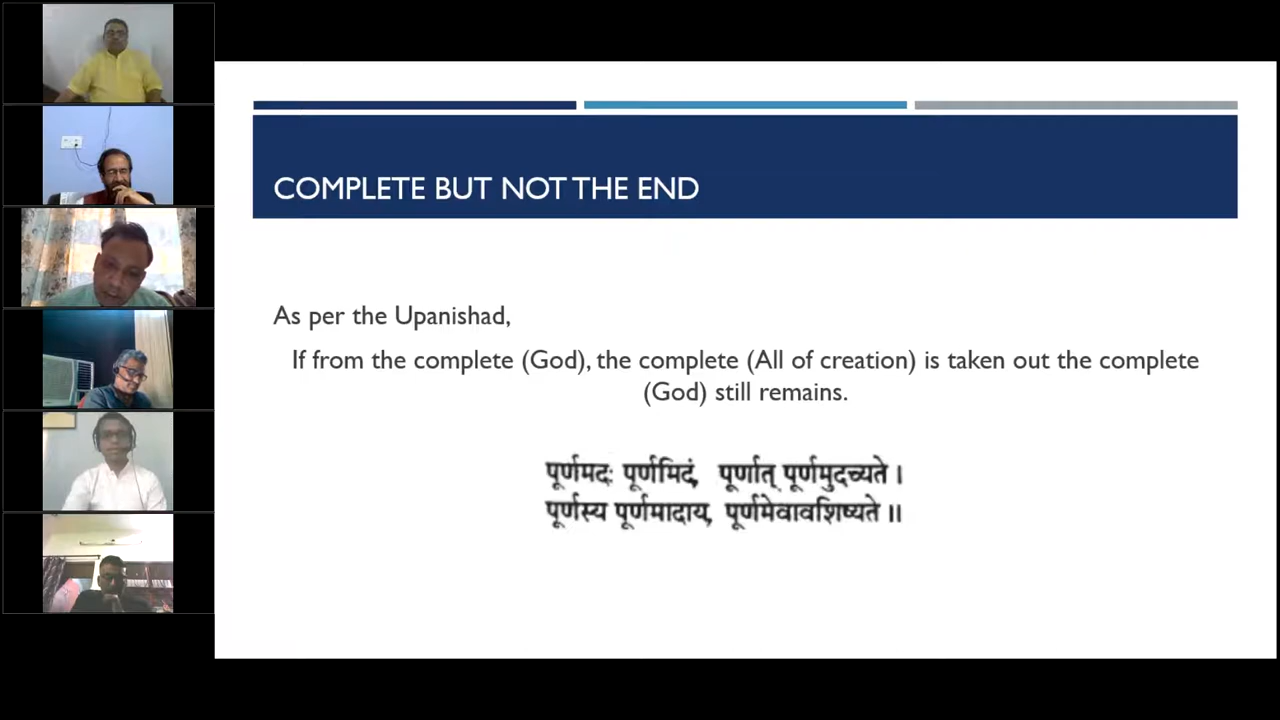 COMPLETE BUT NOT THE END
As per the Upanishad,
If from the complete (God), the complete (All of creation) is taken out the complete
(God) still remains.
पूर्णमदः पूर्णमिदं, पूर्णात् पूर्णमुदच्यते ।
पूर्णस्य पूर्णमादाय, पूर्णमेवावशिष्यते ॥